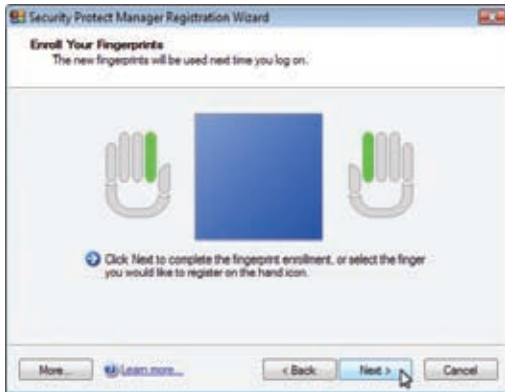 Security Protect Manager Registration Wizard
Enroll Your Fingerprints
The new fingerprints will be used next time you log on.
Click Next to complete the fingerprint enrollment, or select the finger
you would like to register on the hand icon.
More...
Learn more...
< Back
Next >
Cancel